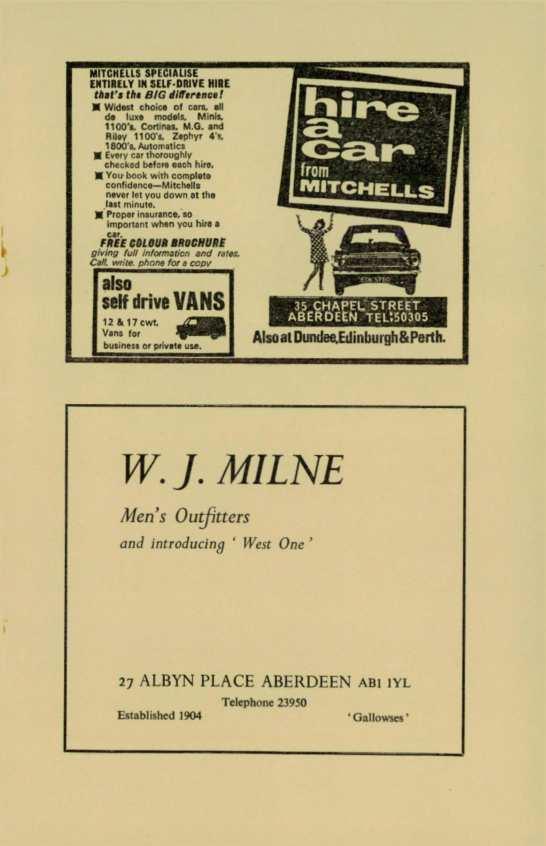 MITCHELLS SPECIALISE
ENTIRELY IN SELF-DRIVE HIRE
that's the BIG difference!
Widest choice of cars, all
de luxe models, Minis,
1100's, Cortinas, M.G. and
Riley 1100's, Zephyr 4's,
1800's, Automatics
Every car thoroughly
checked before each hire.
You book with complete
confidence—Mitchells
never let you down at the
last minute.
Proper insurance, so
important when you hire a
car.
FREE COLOUR BROCHURE
giving full information and rates.
Call, write, phone for a copy
also
self drive VANS
12 & 17 cwt.
Vans for
business or private use.
hire
a
car
from
MITCHELLS
35 CHAPEL STREET
ABERDEEN TEL:50305
Also at Dundee, Edinburgh & Perth.
W. J. MILNE
Men's Outfitters
and introducing ' West One '
27 ALBYN PLACE ABERDEEN AB1 1YL
Telephone 23950
Established 1904
' Gallowses '